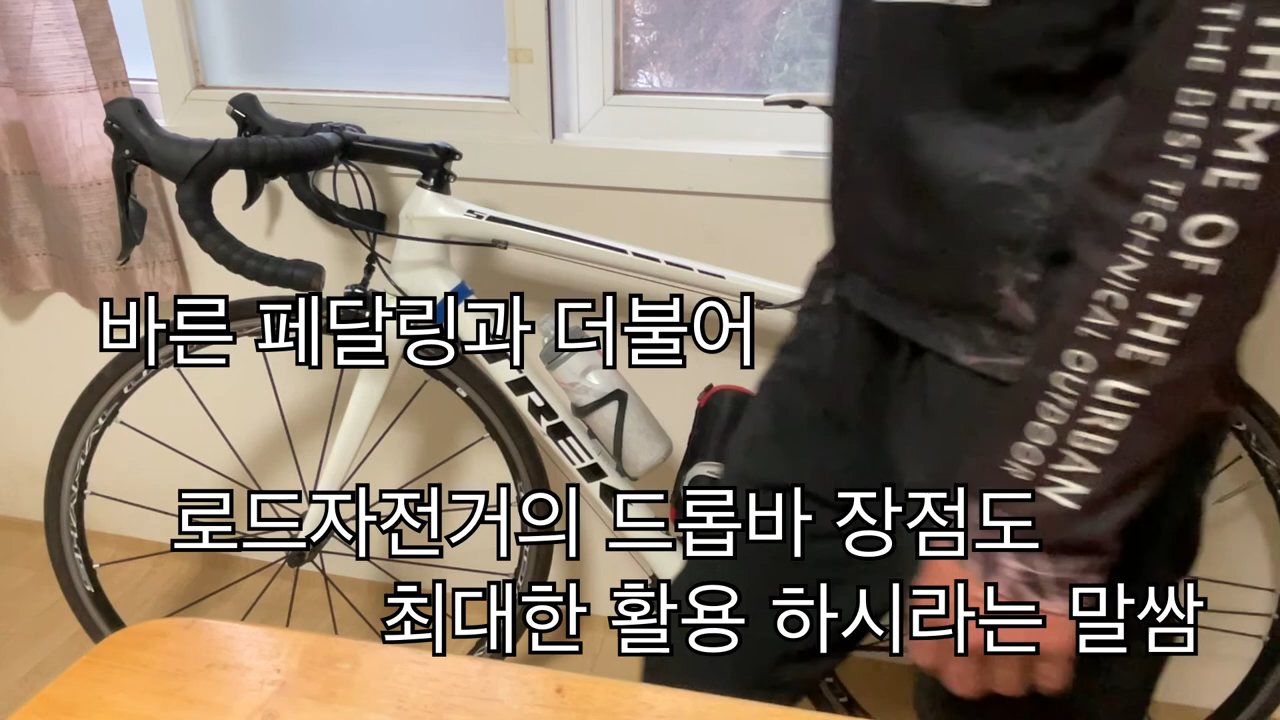 바른 페달링과 더불어
로드자전거의 드롭바 장점도
최대한 활용 하시라는 말쌈
THEME OF THE URBAN
THE BEST TECHNICAL OUTDOOR
TREK